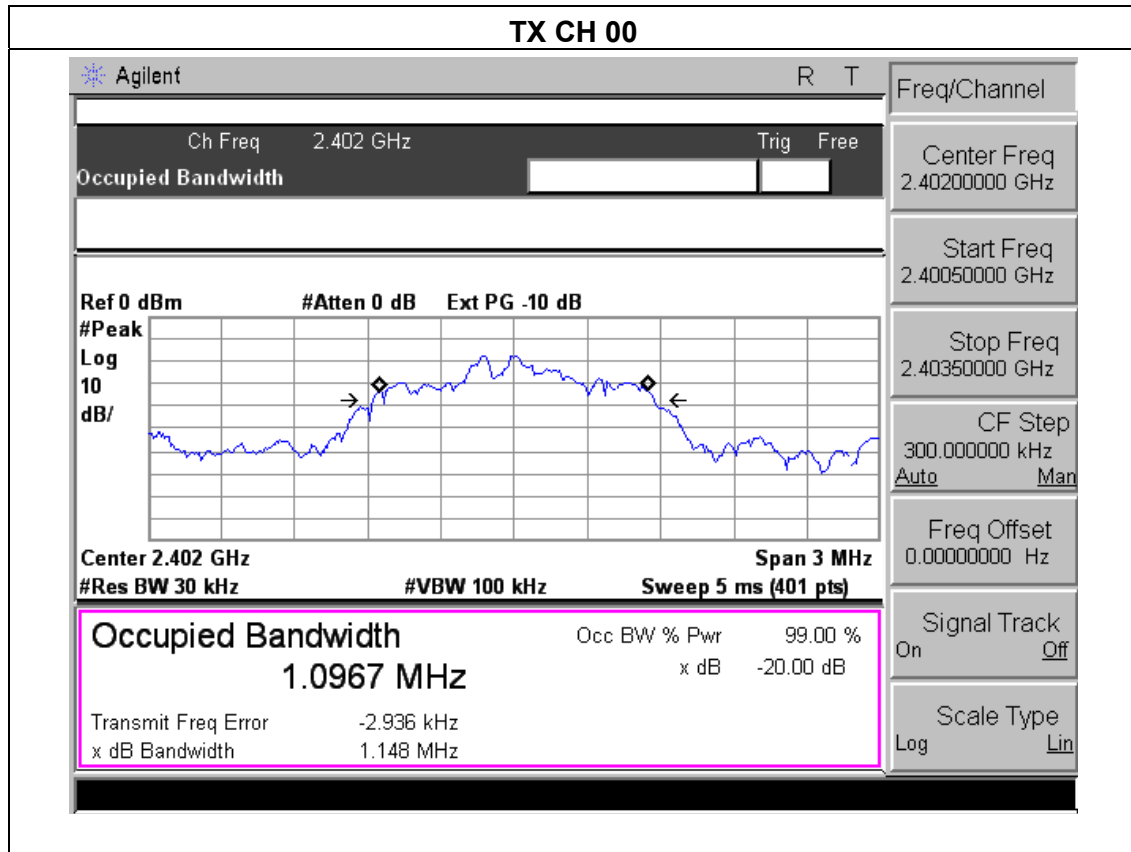 TX CH 00
Agilent R T
Freq/Channel
Ch Freq 2.402 GHz Trig Free
Occupied Bandwidth
Center Freq
2.40200000 GHz
Start Freq
2.40050000 GHz
Ref 0 dBm #Atten 0 dB Ext PG -10 dB
#Peak
Log
10
dB/
Stop Freq
2.40350000 GHz
CF Step
300.000000 kHz
Auto Man
Freq Offset
0.00000000 Hz
Center 2.402 GHz Span 3 MHz
#Res BW 30 kHz #VBW 100 kHz Sweep 5 ms (401 pts)
Occupied Bandwidth
1.0967 MHz
Occ BW % Pwr 99.00 %
x dB -20.00 dB
Transmit Freq Error -2.936 kHz
x dB Bandwidth 1.148 MHz
Signal Track
On Off
Scale Type
Log Lin